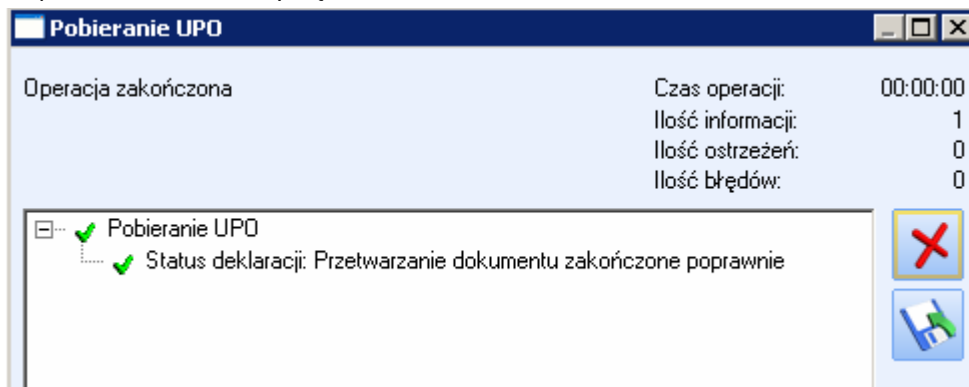 Pobieranie UPO
Operacja zakończona
Czas operacji: 00:00:00
Ilość informacji: 1
Ilość ostrzeżeń: 0
Ilość błędów: 0
Pobieranie UPO
Status deklaracji: Przetwarzanie dokumentu zakończone poprawnie